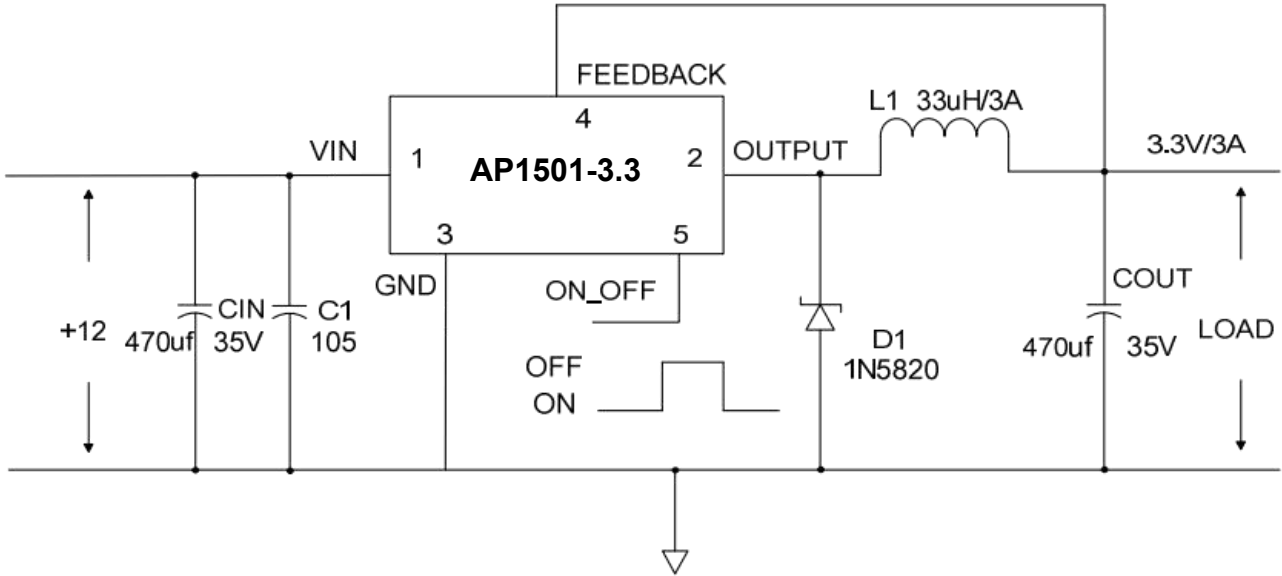 FEEDBACK
4
L1 33uH/3A
VIN
1
AP1501-3.3
2
OUTPUT
3.3V/3A
3
5
GND
ON_OFF
COUT
CIN
C1
+12
470uf
35V
105
D1
1N5820
470uf
35V
LOAD
OFF
ON